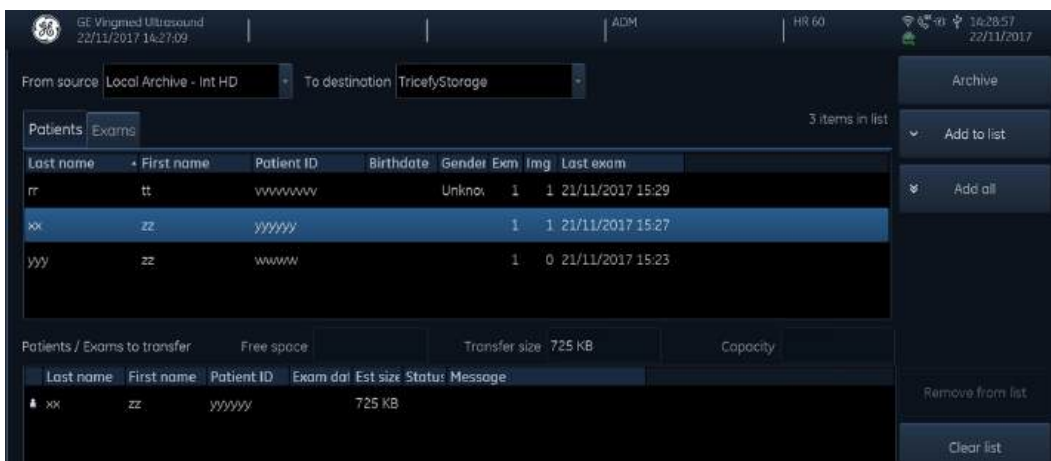 GE Vingmed Ultrasound ADM HR 60 14:28:57
22/11/2017 14:27:09 22/11/2017
From source Local Archive - Int HD To destination TricefyStorage Archive
Patients Exams 3 items in list Add to list
Last name First name Patient ID Birthdate Gender Exm Img Last exam
rr tt vvvvvvvvv Unkno 1 1 21/11/2017 15:29 Add all
xx zz yyyyyy 1 1 21/11/2017 15:27
yyy zz wwwww 1 0 21/11/2017 15:23
Patients / Exams to transfer Free space Transfer size 725 KB Capacity
Last name First name Patient ID Exam dat Est size Status Message
xx zz yyyyyy 725 KB Remove from list
Clear list